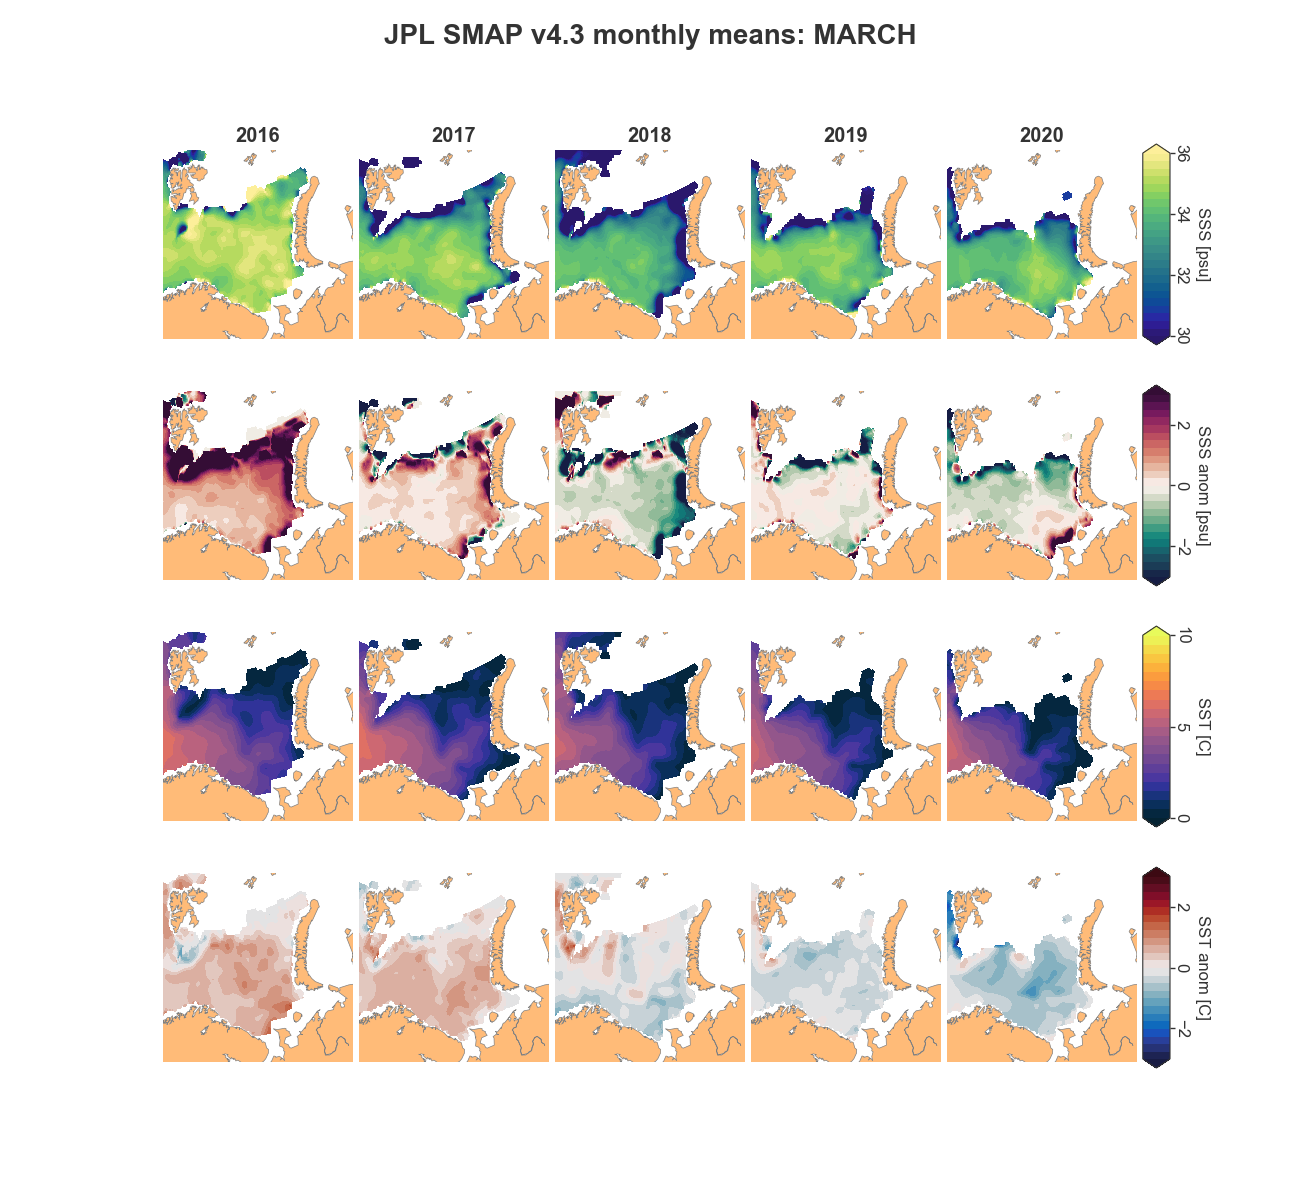 JPL SMAP v4.3 monthly means: MARCH
2016 2017 2018 2019 2020
36
34
32
30
SSS [psu]
2
0
−2
SSS anom [psu]
10
5
0
SST [C]
2
0
−2
SST anom [C]